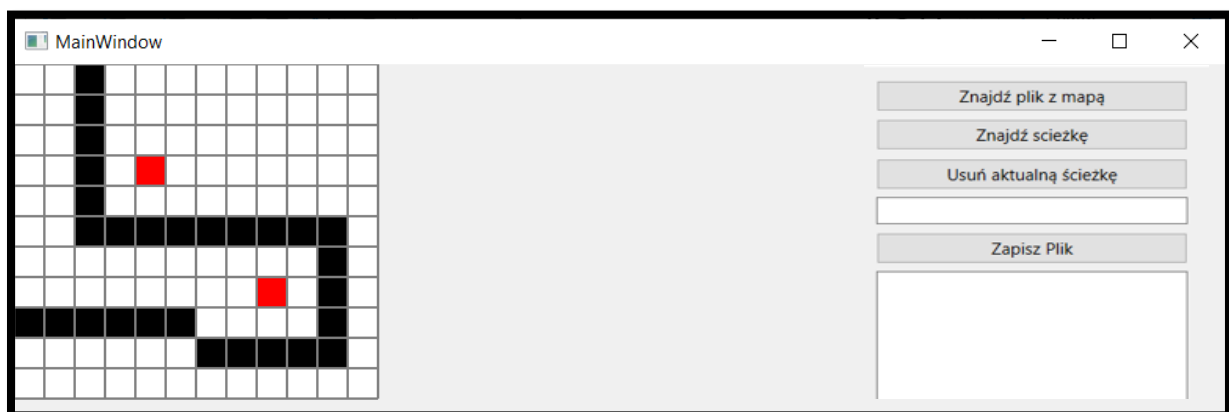 MainWindow
Znajdź plik z mapą
Znajdź scieżkę
Usuń aktualną ścieżkę
Zapisz Plik